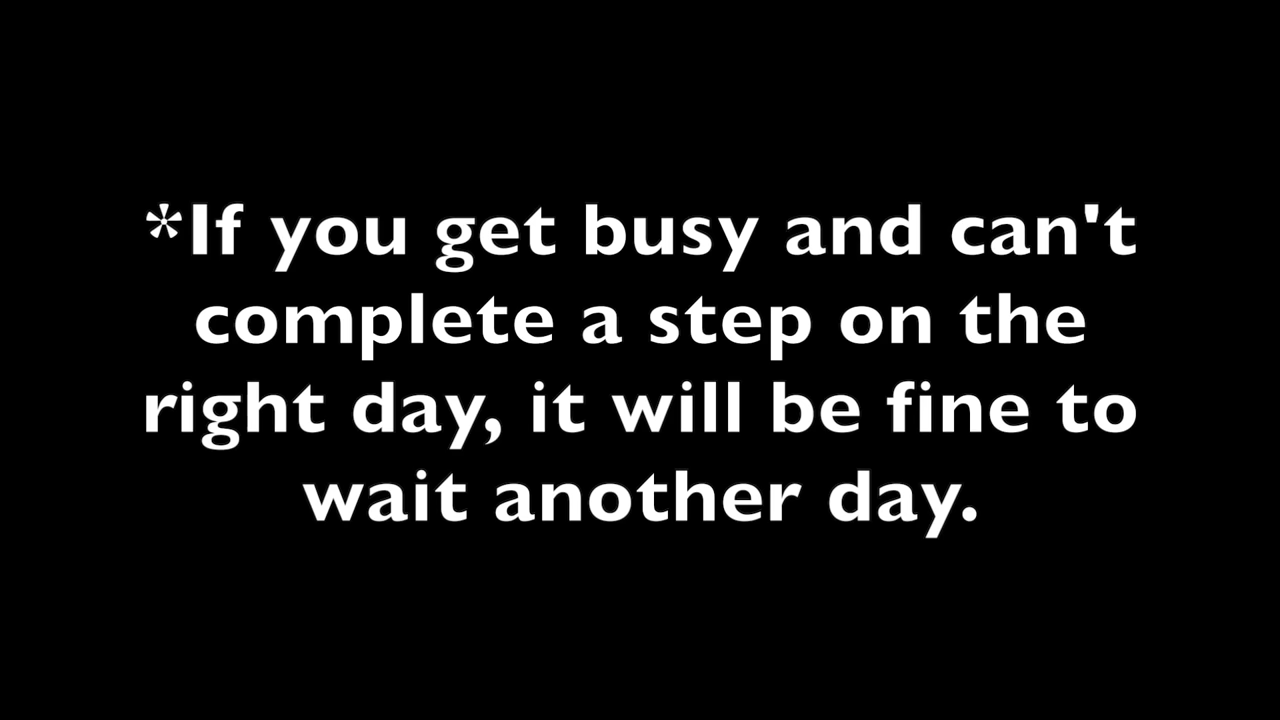 *If you get busy and can't
complete a step on the
right day, it will be fine to
wait another day.